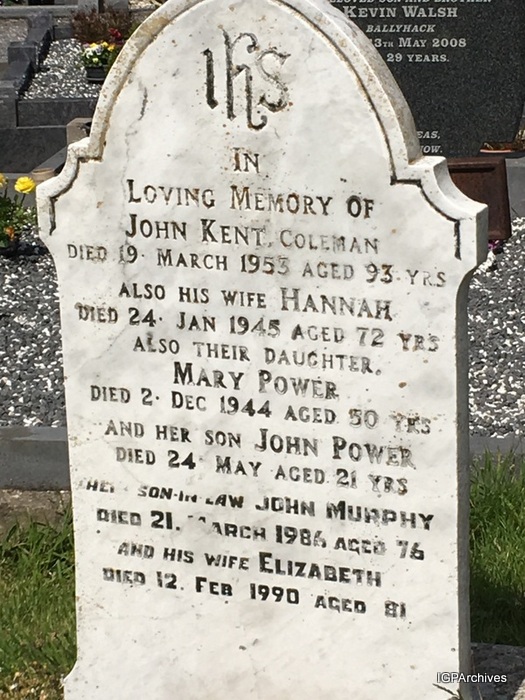 KEVIN WALSH
BALLYHACK
MAY 2008
29 YEARS.
IHS
IN
LOVING MEMORY OF
JOHN KENT, COLEMAN
DIED 19· MARCH 1953 AGED 93·YRS
ALSO HIS WIFE HANNAH
DIED 24· JAN 1945 AGED 72 YRS
ALSO THEIR DAUGHTER.
MARY POWER
DIED 2· DEC 1944 AGED 50 YRS
AND HER SON JOHN POWER
DIED 24 MAY AGED 21 YRS
SON-IN-LAW JOHN MURPHY
DIED 21. MARCH 1986 AGED 76
AND HIS WIFE ELIZABETH
DIED 12. FEB 1990 AGED 81
IGPArchives